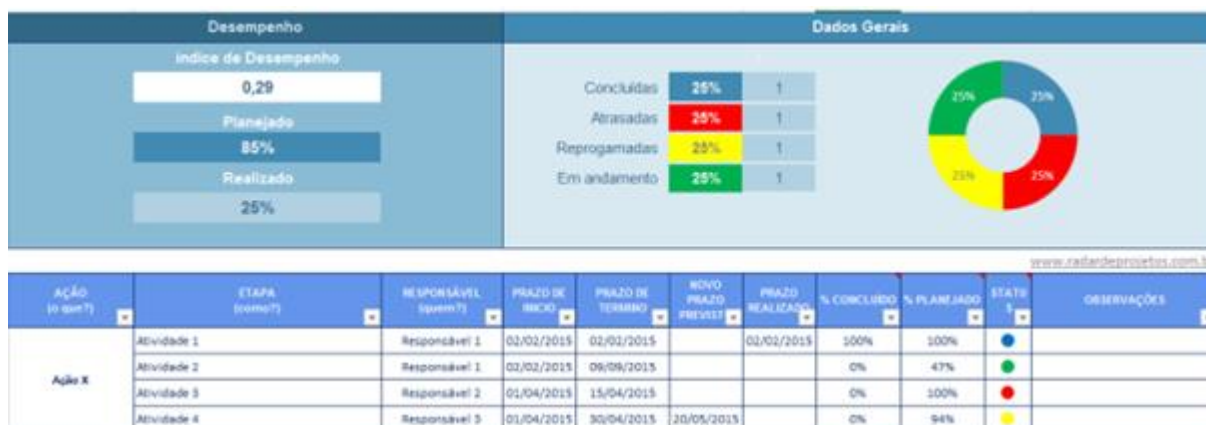 Desempenho
Dados Gerais
índice de Desempenho
0,29
Planejado
85%
Realizado
25%
Concluídas 25% 1
Atrasadas 25% 1
Reprogamadas 25% 1
Em andamento 25% 1
25% 25%
25% 25%
www.radardeprojetos.com.b
AÇÃO (o que?) ETAPA (como?) RESPONSÁVEL (quem?) PRAZO DE INICIO PRAZO DE TERMINO NOVO PRAZO PREVIST PRAZO REALIZADO % CONCLUIDO % PLANEJADO STATUS OBSERVAÇÕES
Atividade 1 Responsável 1 02/02/2015 02/02/2015 02/02/2015 100% 100%
Ação X
Atividade 2 Responsável 1 02/02/2015 09/09/2015 0% 47%
Atividade 3 Responsável 2 01/04/2015 15/04/2015 0% 100%
Atividade 4 Responsável 3 01/04/2015 30/04/2015 20/05/2015 0% 94%